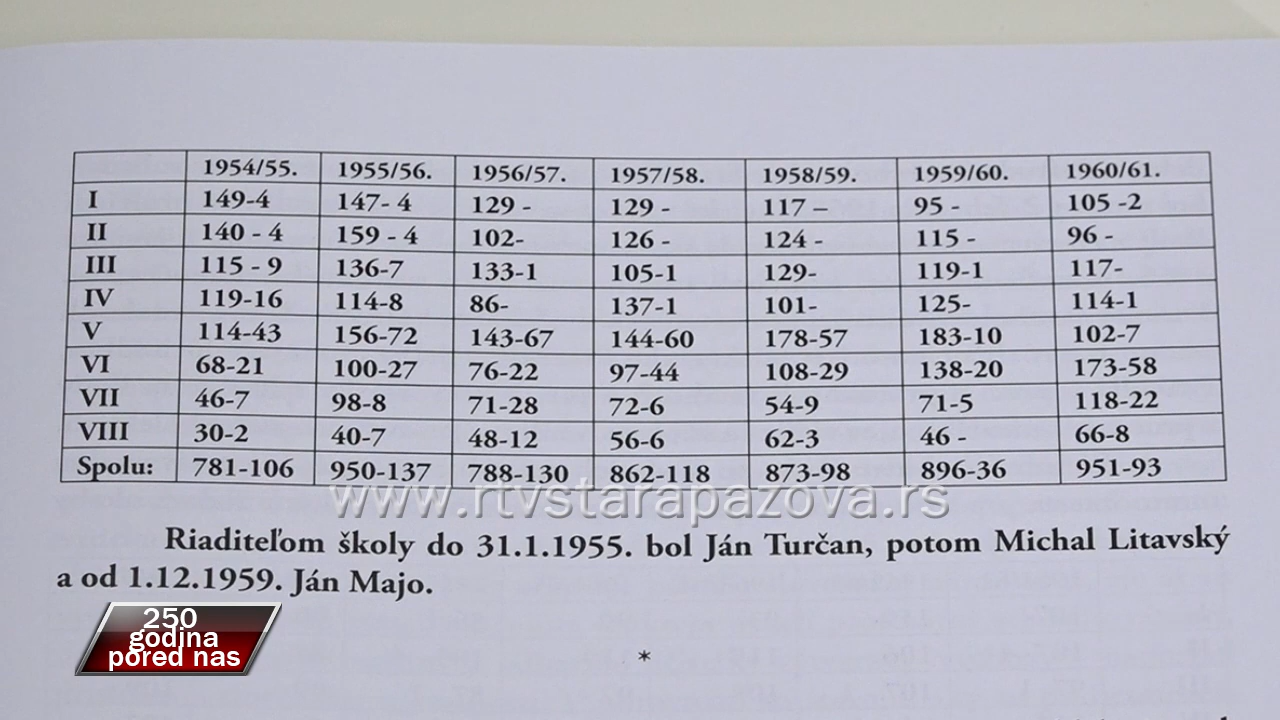 1954/55. 1955/56. 1956/57. 1957/58. 1958/59. 1959/60. 1960/61.
I 149-4 147- 4 129 - 129 - 117 – 95 - 105 -2
II 140 - 4 159 - 4 102- 126 - 124 - 115 - 96 -
III 115 - 9 136-7 133-1 105-1 129- 119-1 117-
IV 119-16 114-8 86- 137-1 101- 125- 114-1
V 114-43 156-72 143-67 144-60 178-57 183-10 102-7
VI 68-21 100-27 76-22 97-44 108-29 138-20 173-58
VII 46-7 98-8 71-28 72-6 54-9 71-5 118-22
VIII 30-2 40-7 48-12 56-6 62-3 46 - 66-8
Spolu: 781-106 950-137 788-130 862-118 873-98 896-36 951-93
www.rtvstarapazova.rs
Riaditeľom školy do 31.1.1955. bol Ján Turčan, potom Michal Litavský
a od 1.12.1959. Ján Majo.
250
godina
pored nas
*